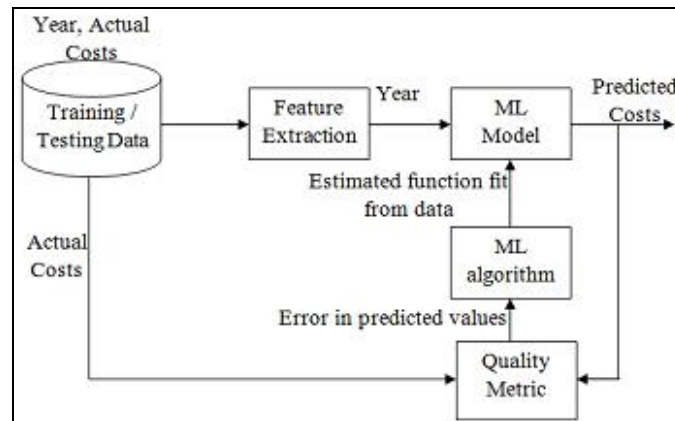 Year, Actual
Costs
Training /
Testing Data
Feature
Extraction
Year
ML
Model
Predicted
Costs
Estimated function fit
from data
Actual
Costs
ML
algorithm
Error in predicted values
Quality
Metric